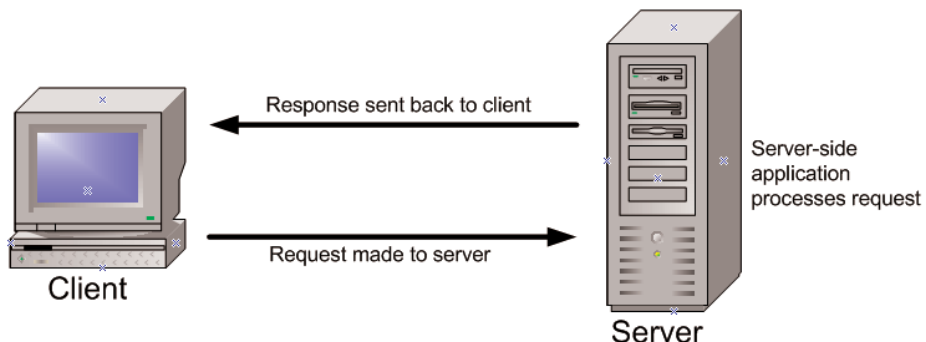 Response sent back to client
Server-side
application
processes request
Request made to server
Client
Server